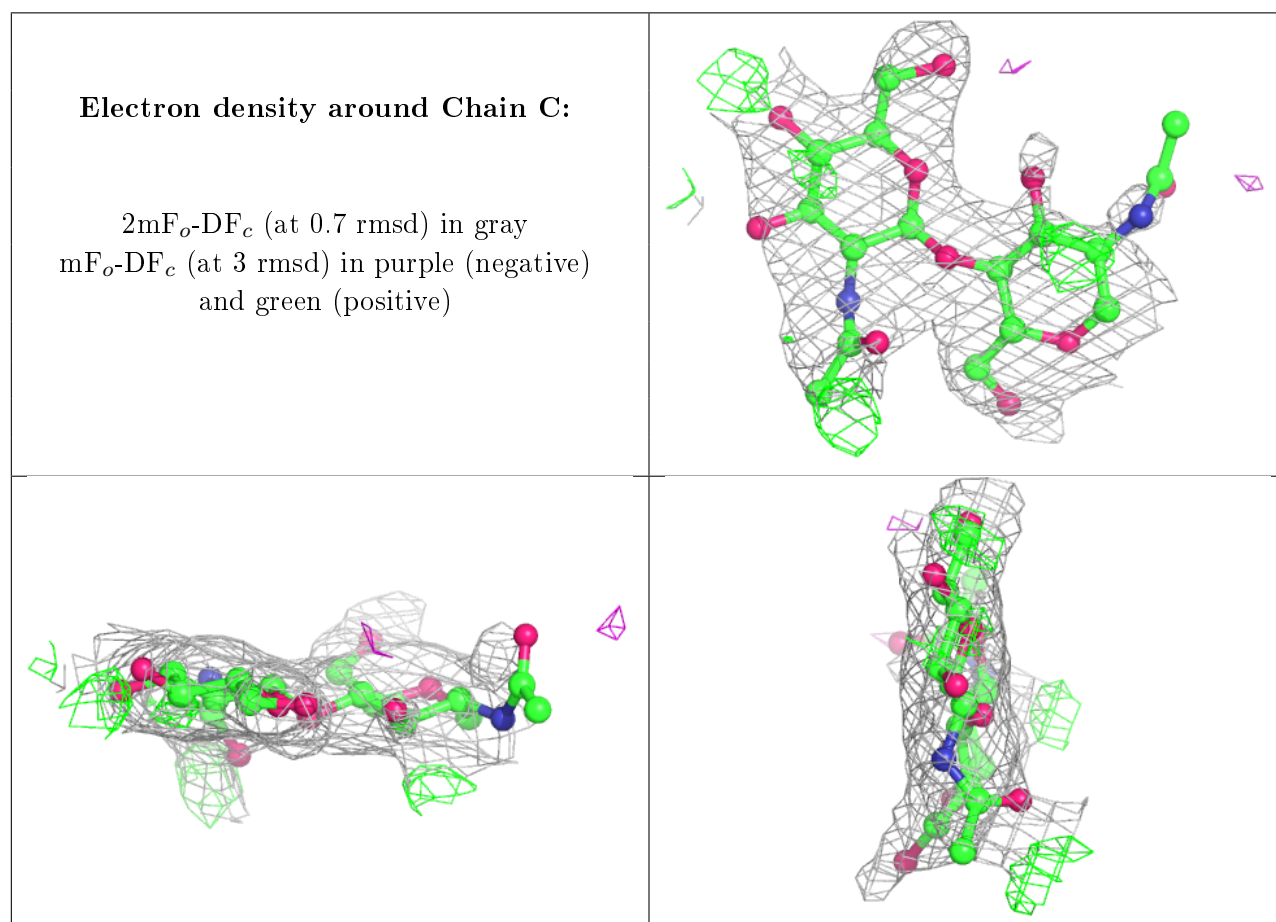 Electron density around Chain C:
2mFo-DFc (at 0.7 rmsd) in gray
mFo-DFc (at 3 rmsd) in purple (negative)
and green (positive)